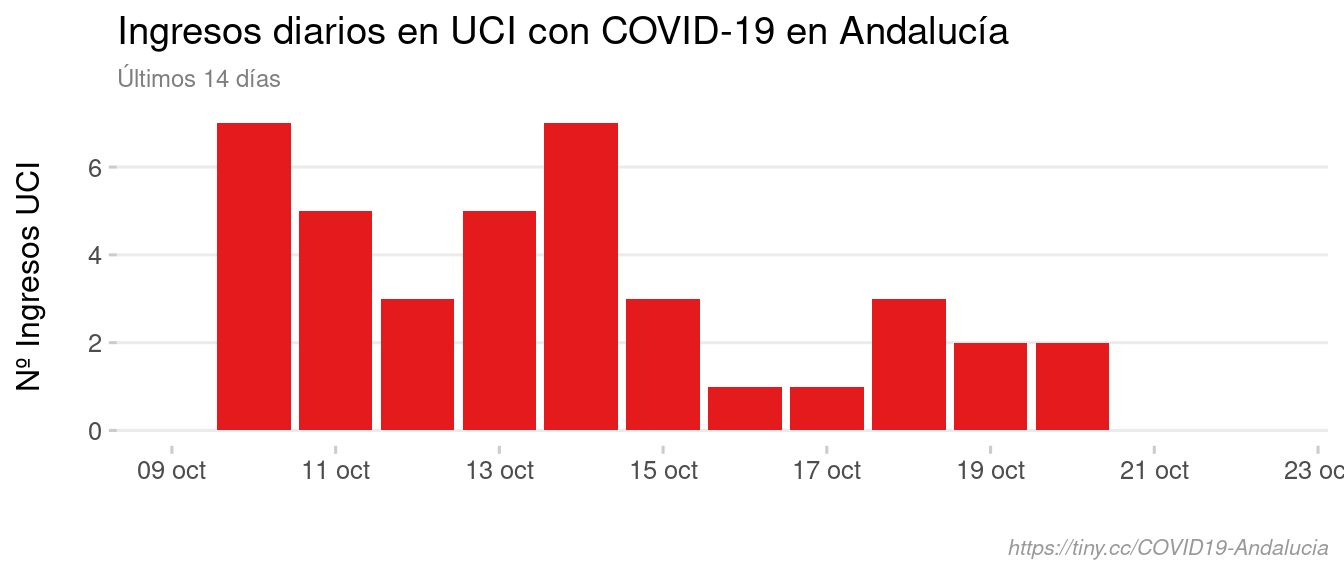 Ingresos diarios en UCI con COVID-19 en Andalucía
Últimos 14 días
Nº Ingresos UCI
6
4
2
0
09 oct 11 oct 13 oct 15 oct 17 oct 19 oct 21 oct 23 oc
https://tiny.cc/COVID19-Andalucia